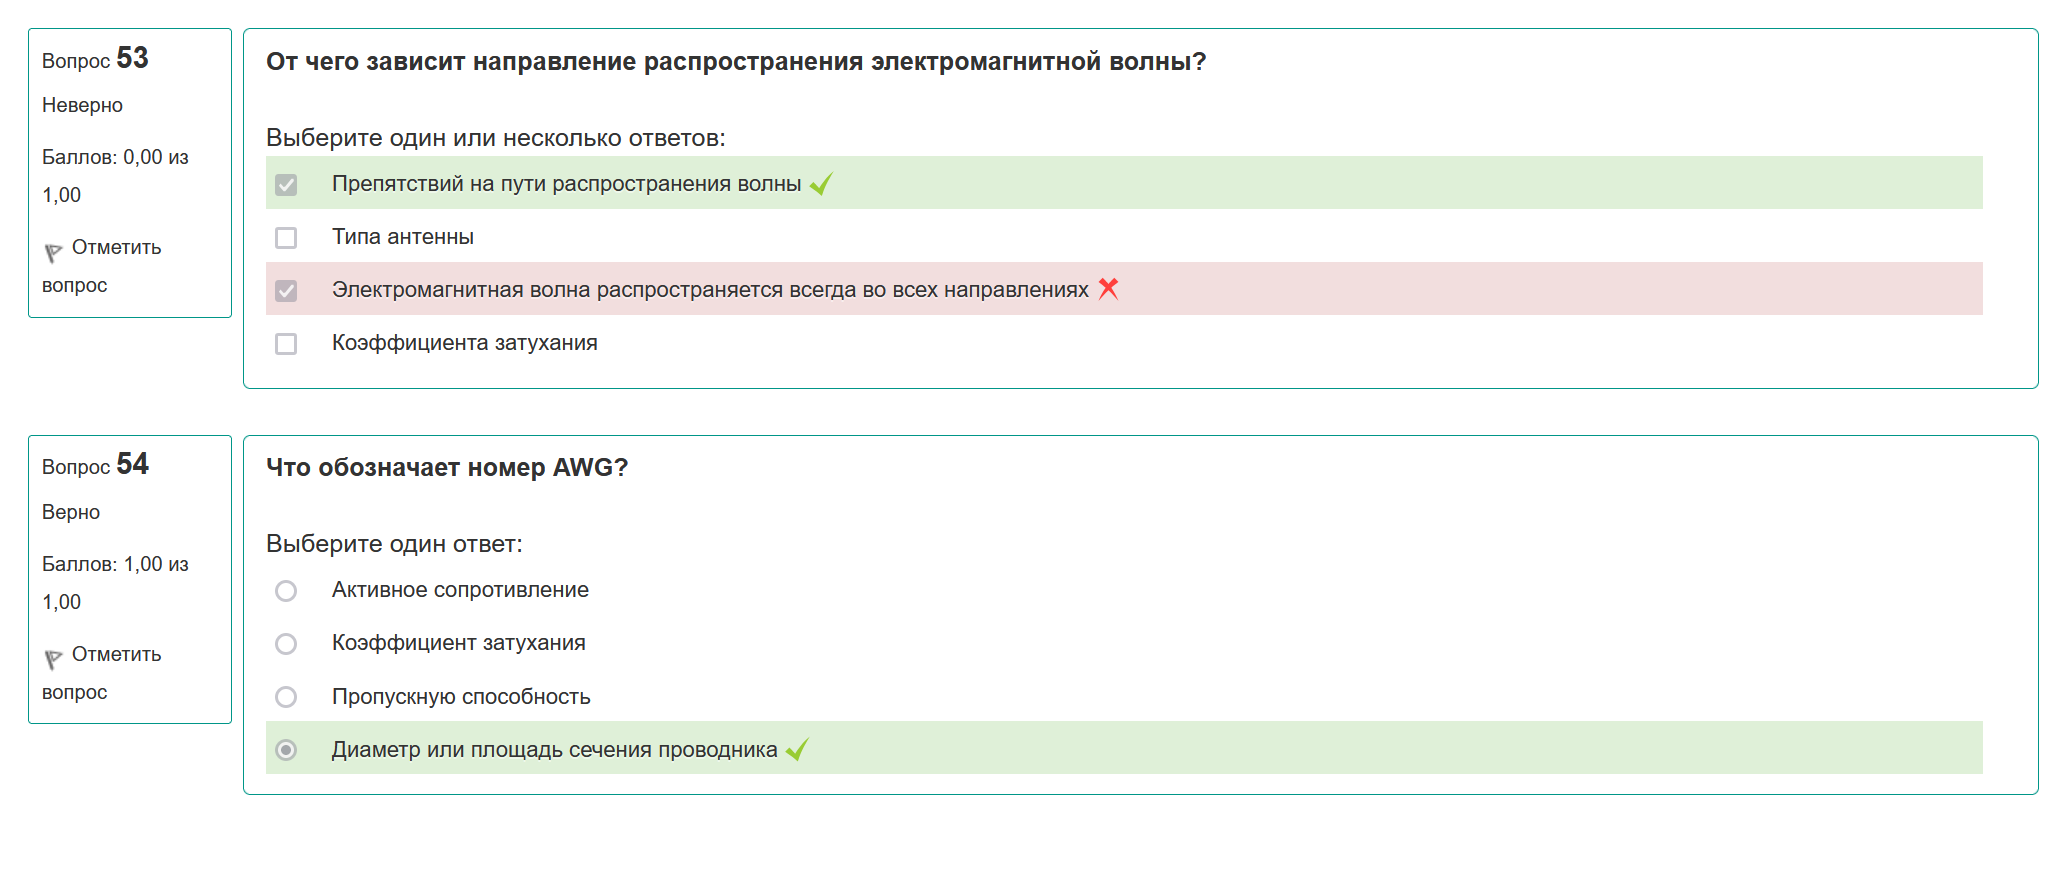 Вопрос 53
Неверно
Баллов: 0,00 из
1,00
Отметить
вопрос
От чего зависит направление распространения электромагнитной волны?
Выберите один или несколько ответов:
Препятствий на пути распространения волны
Типа антенны
Электромагнитная волна распространяется всегда во всех направлениях
Коэффициента затухания
Вопрос 54
Верно
Баллов: 1,00 из
1,00
Отметить
вопрос
Что обозначает номер AWG?
Выберите один ответ:
Активное сопротивление
Коэффициент затухания
Пропускную способность
Диаметр или площадь сечения проводника